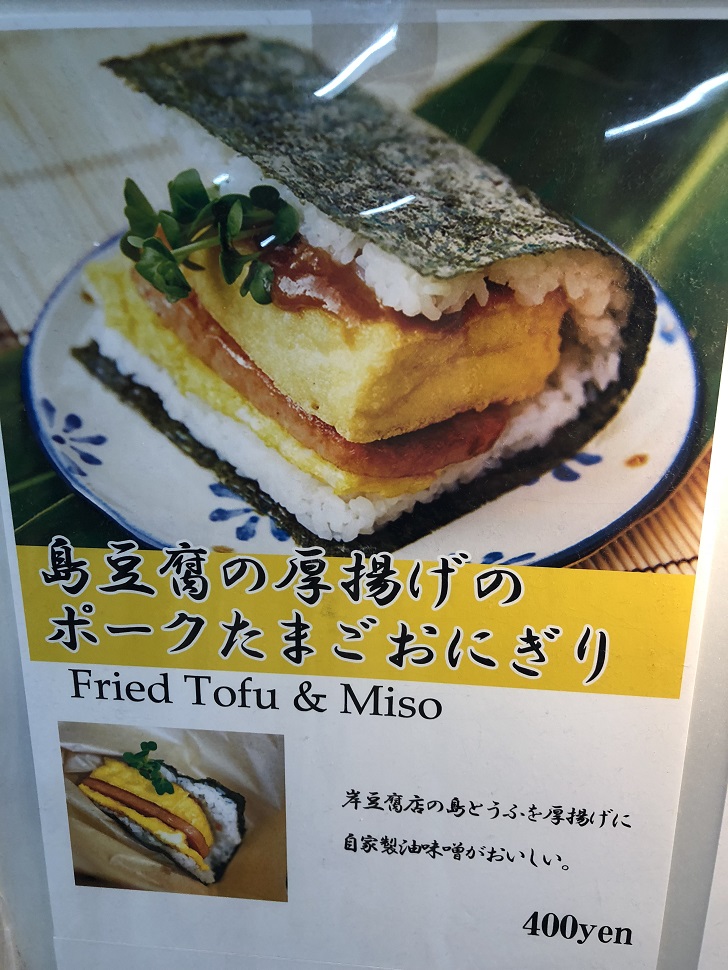 島豆腐の厚揚げの
ポークたまごおにぎり
Fried Tofu & Miso
岸豆腐店の島とうふを厚揚げに
自家製油味噌がおいしい。
400yen